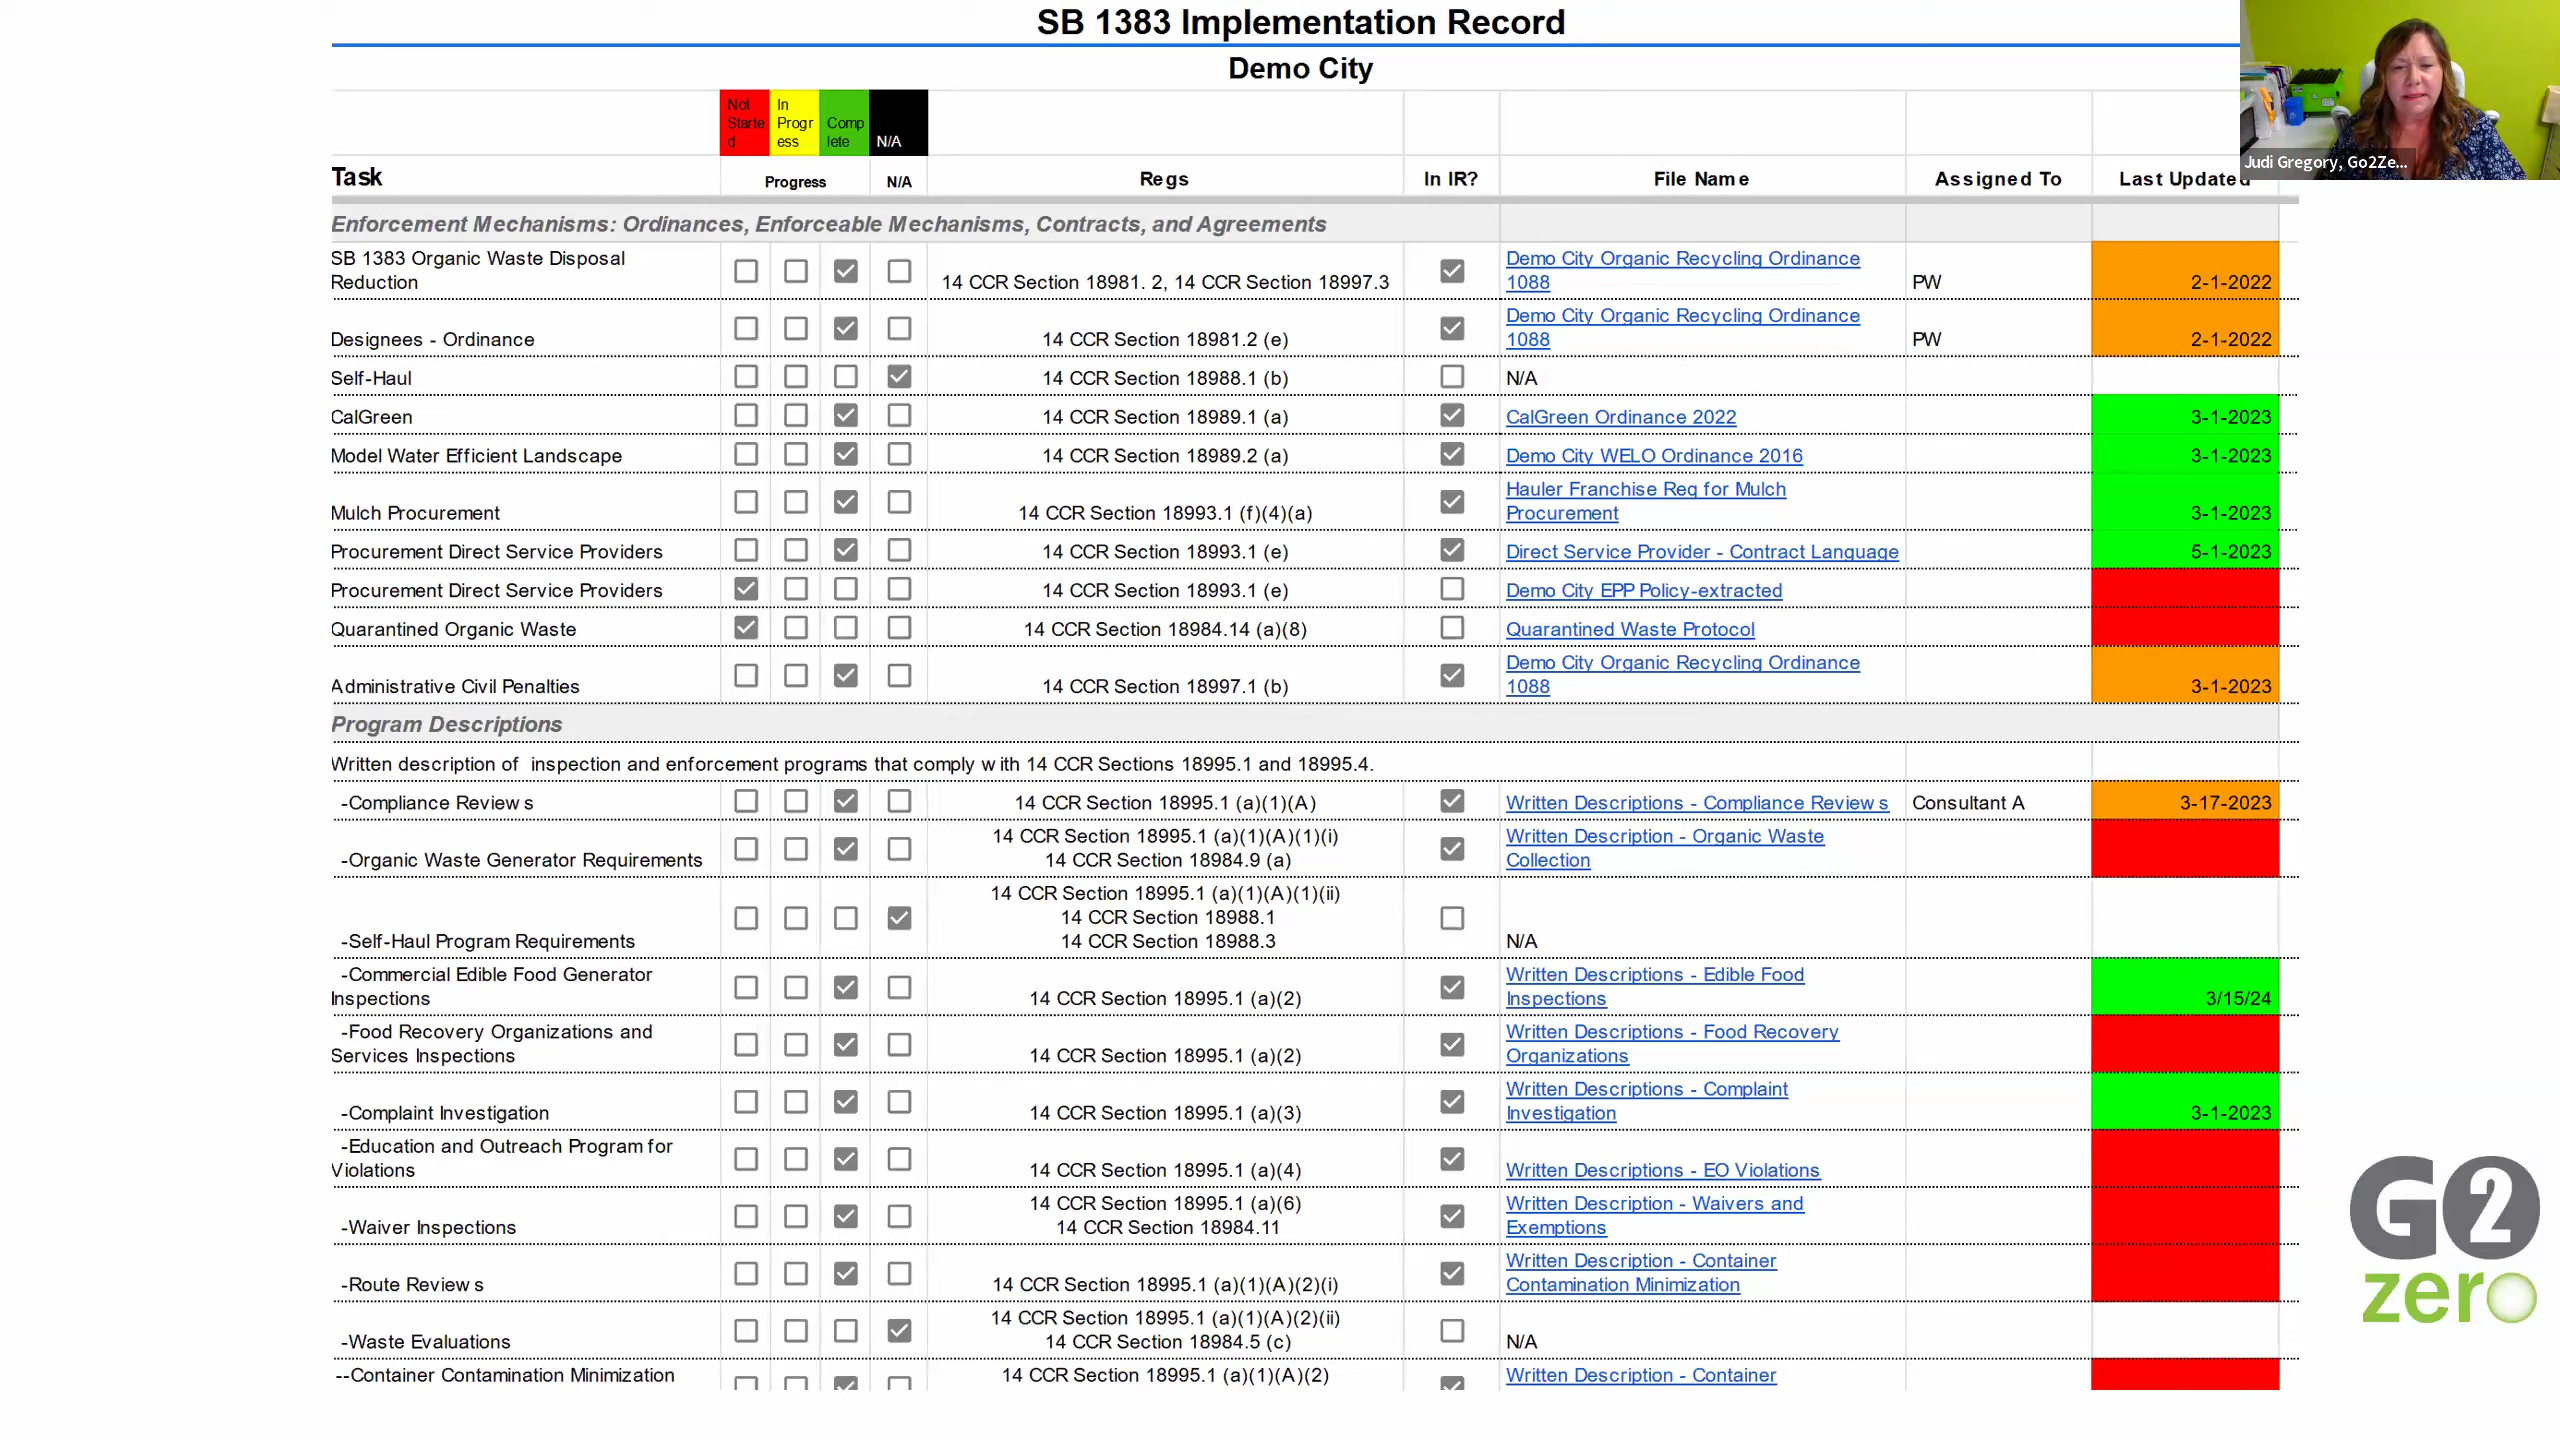 SB 1383 Implementation Record
Demo City
Not Started
In Progress
Complete
N/A
Task
Progress
N/A
Regs
In IR?
File Name
Assigned To
Last Updated
Judi Gregory, Go2Ze...
Enforcement Mechanisms: Ordinances, Enforceable Mechanisms, Contracts, and Agreements
SB 1383 Organic Waste Disposal
Reduction
14 CCR Section 18981. 2, 14 CCR Section 18997.3
Demo City Organic Recycling Ordinance
1088
PW
2-1-2022
Designees - Ordinance
14 CCR Section 18981.2 (e)
Demo City Organic Recycling Ordinance
1088
PW
2-1-2022
Self-Haul
14 CCR Section 18988.1 (b)
N/A
CalGreen
14 CCR Section 18989.1 (a)
CalGreen Ordinance 2022
3-1-2023
Model Water Efficient Landscape
14 CCR Section 18989.2 (a)
Demo City WELO Ordinance 2016
3-1-2023
Mulch Procurement
14 CCR Section 18993.1 (f)(4)(a)
Hauler Franchise Req for Mulch
Procurement
3-1-2023
Procurement Direct Service Providers
14 CCR Section 18993.1 (e)
Direct Service Provider - Contract Language
5-1-2023
Procurement Direct Service Providers
14 CCR Section 18993.1 (e)
Demo City EPP Policy-extracted
Quarantined Organic Waste
14 CCR Section 18984.14 (a)(8)
Quarantined Waste Protocol
Administrative Civil Penalties
14 CCR Section 18997.1 (b)
Demo City Organic Recycling Ordinance
1088
3-1-2023
Program Descriptions
Written description of inspection and enforcement programs that comply with 14 CCR Sections 18995.1 and 18995.4.
-Compliance Reviews
14 CCR Section 18995.1 (a)(1)(A)
Written Descriptions - Compliance Reviews
Consultant A
3-17-2023
-Organic Waste Generator Requirements
14 CCR Section 18995.1 (a)(1)(A)(1)(i)
14 CCR Section 18984.9 (a)
Written Description - Organic Waste
Collection
-Self-Haul Program Requirements
14 CCR Section 18995.1 (a)(1)(A)(1)(ii)
14 CCR Section 18988.1
14 CCR Section 18988.3
N/A
-Commercial Edible Food Generator
Inspections
14 CCR Section 18995.1 (a)(2)
Written Descriptions - Edible Food
Inspections
3/15/24
-Food Recovery Organizations and
Services Inspections
14 CCR Section 18995.1 (a)(2)
Written Descriptions - Food Recovery
Organizations
-Complaint Investigation
14 CCR Section 18995.1 (a)(3)
Written Descriptions - Complaint
Investigation
3-1-2023
-Education and Outreach Program for
Violations
14 CCR Section 18995.1 (a)(4)
Written Descriptions - EO Violations
-Waiver Inspections
14 CCR Section 18995.1 (a)(6)
14 CCR Section 18984.11
Written Description - Waivers and
Exemptions
-Route Reviews
14 CCR Section 18995.1 (a)(1)(A)(2)(i)
Written Description - Container
Contamination Minimization
-Waste Evaluations
14 CCR Section 18995.1 (a)(1)(A)(2)(ii)
14 CCR Section 18984.5 (c)
N/A
--Container Contamination Minimization
14 CCR Section 18995.1 (a)(1)(A)(2)
Written Description - Container
G2
zero